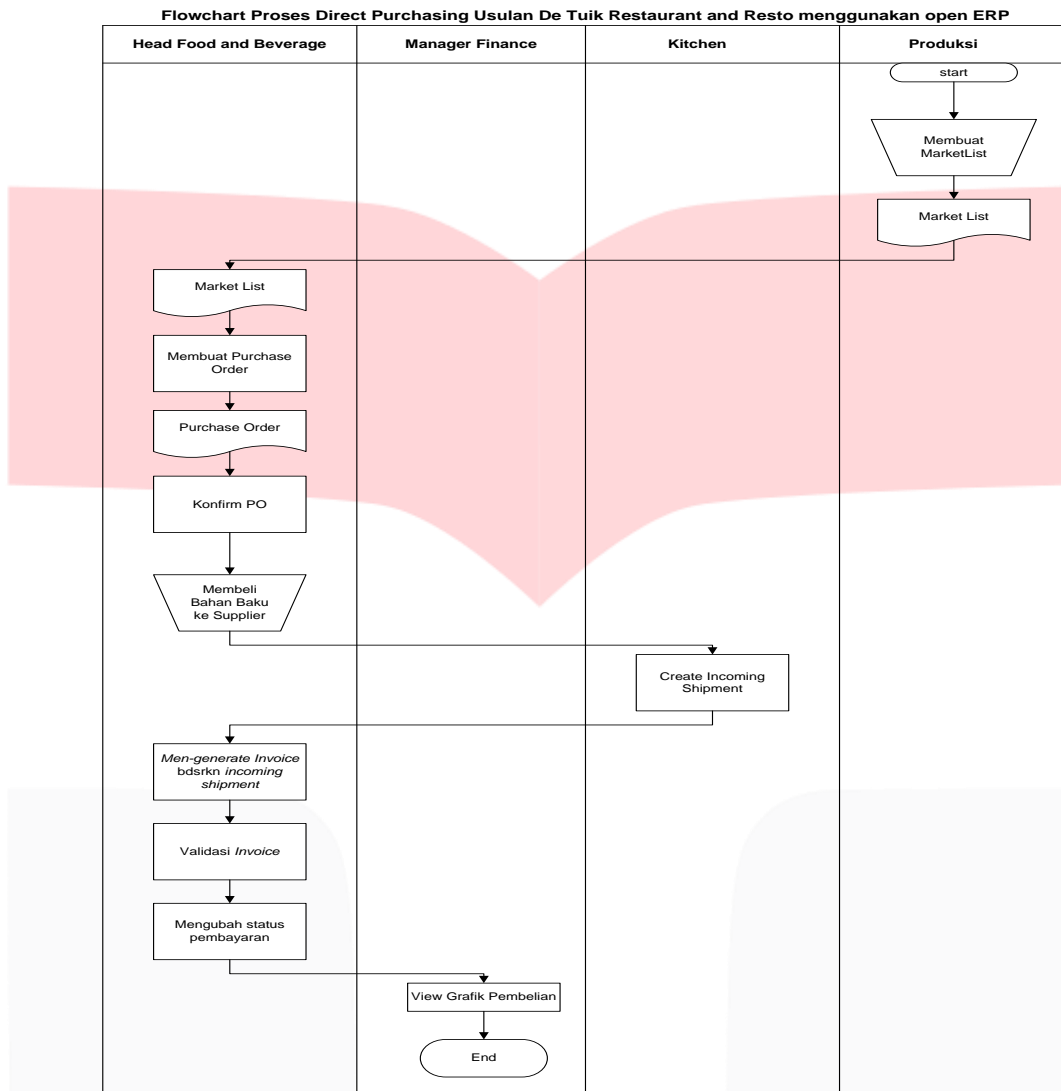 Flowchart Proses Direct Purchasing Usulan De Tuik Restaurant and Resto menggunakan open ERP
Head Food and Beverage
Manager Finance
Kitchen
Produksi
start
Membuat
MarketList
Market List
Market List
Membuat Purchase
Order
Purchase Order
Konfirm PO
Membeli
Bahan Baku
ke Supplier
Create Incoming
Shipment
Men-generate Invoice
bdsrkn incoming
shipment
Validasi Invoice
Mengubah status
pembayaran
View Grafik Pembelian
End